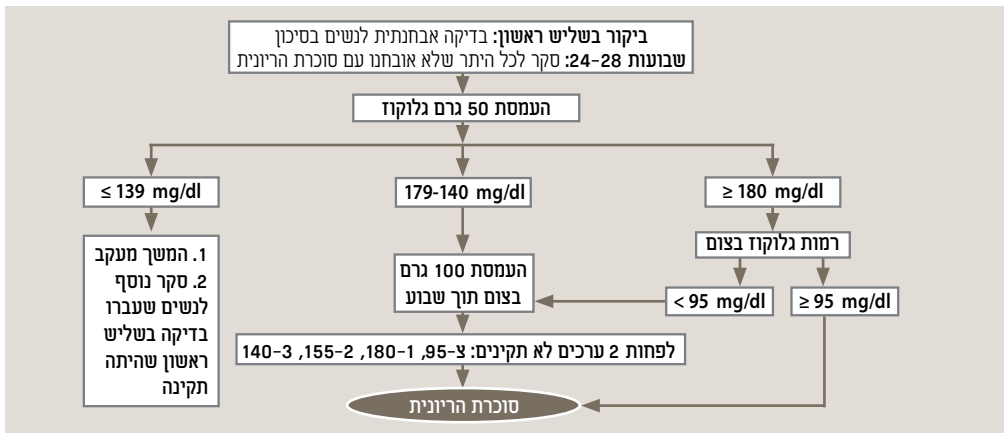 ביקור בשליש ראשון: בדיקה אבחנתית לנשים בסיכון
שבועות 24-28: סקר לכל היתר שלא אובחנו עם סוכרת הריונית
העמסת 50 גרם גלוקוז
≥ 180 mg/dl
179-140 mg/dl
≤ 139 mg/dl
רמות גלוקוז בצום
≥ 95 mg/dl
< 95 mg/dl
העמסת 100 גרם
בצום תוך שבוע
1. המשך מעקב
2. סקר נוסף
לנשים שעברו
בדיקה בשליש
ראשון שהיתה
תקינה
לפחות 2 ערכים לא תקינים: צ-95, 1-180, 2-155, 3-140
סוכרת הריונית